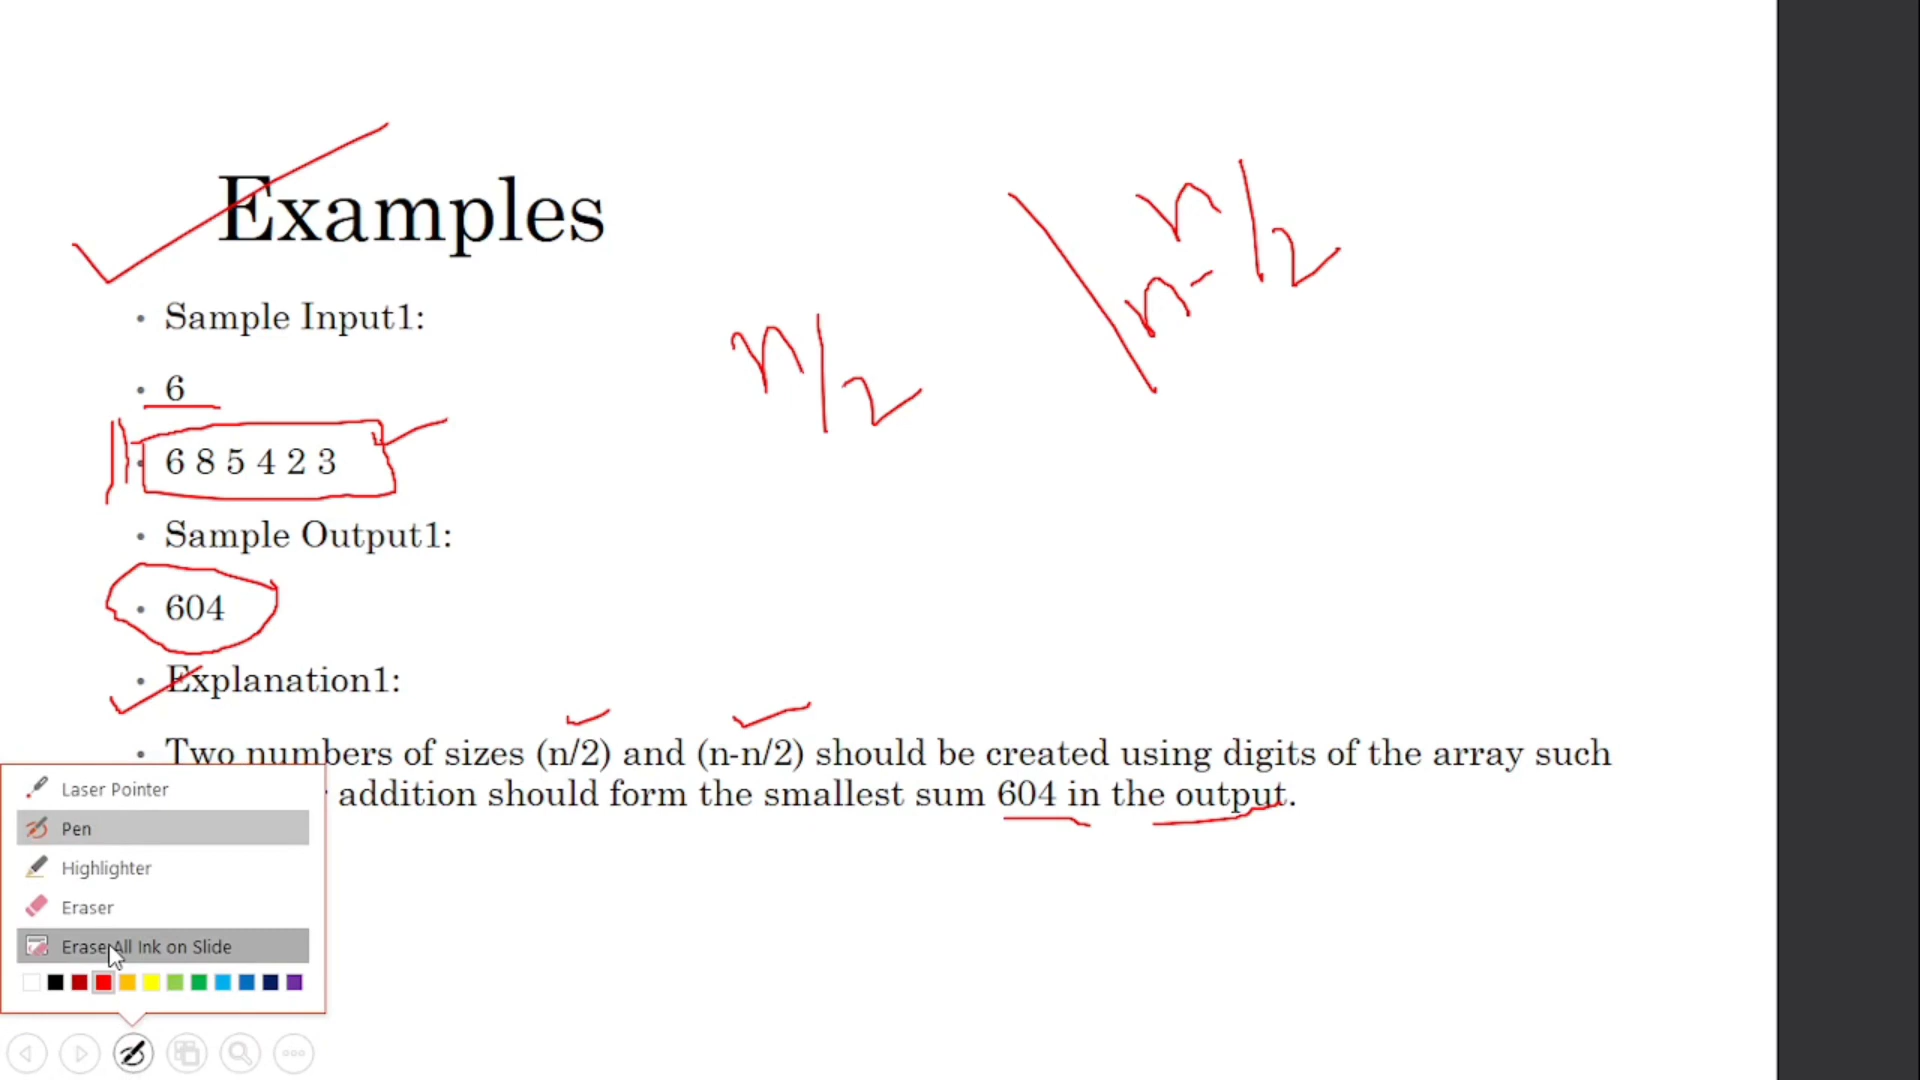 Examples
n/2
n-
n/2
• Sample Input1:
• 6
• 6 8 5 4 2 3
• Sample Output1:
• 604
• Explanation1:
• Two numbers of sizes (n/2) and (n-n/2) should be created using digits of the array such
addition should form the smallest sum 604 in the output.
Laser Pointer
Pen
Highlighter
Eraser
Erase All Ink on Slide